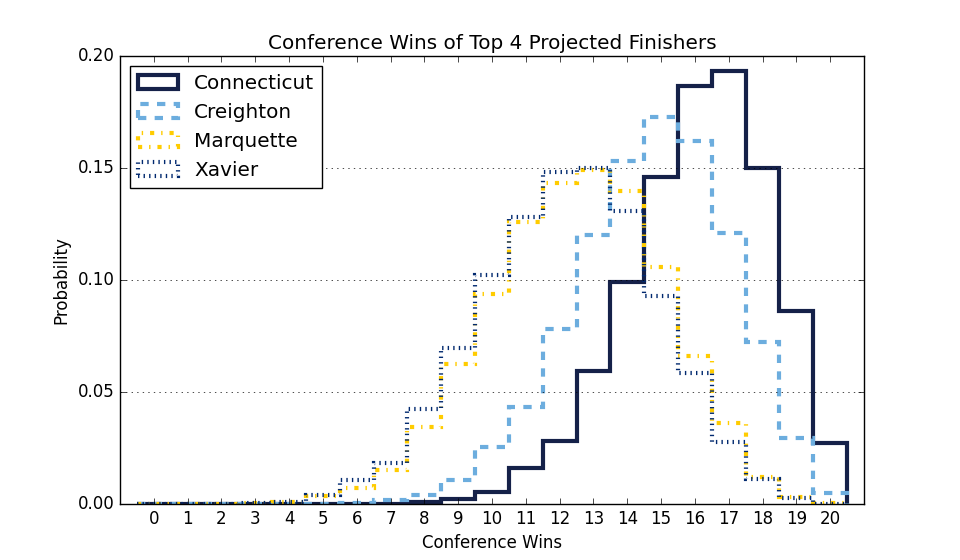 Conference Wins of Top 4 Projected Finishers
0.20
Connecticut
Creighton
Marquette
Xavier
0.15
0.10
0.05
0.00
Probability
0 1 2 3 4 5 6 7 8 9 10 11 12 13 14 15 16 17 18 19 20
Conference Wins